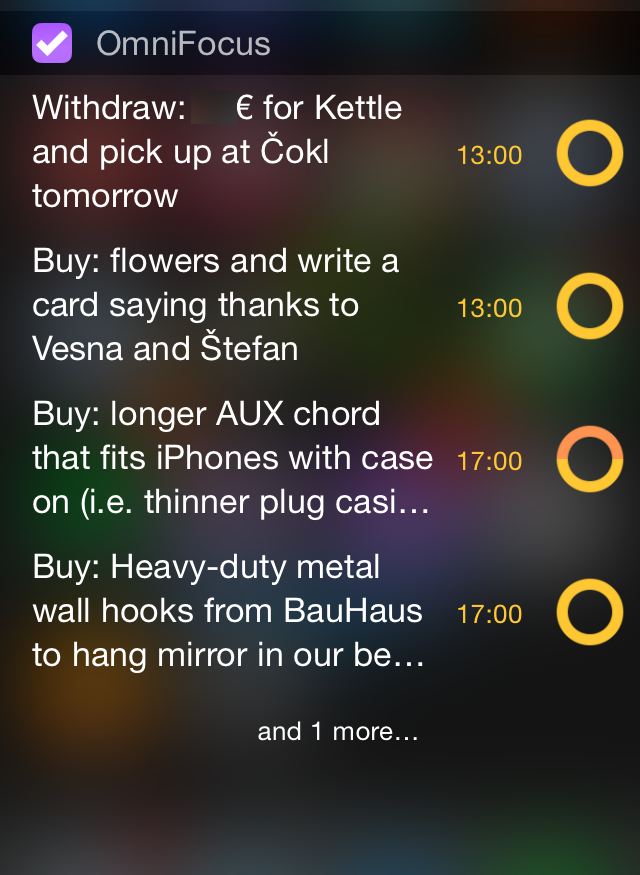 OmniFocus
Withdraw: € for Kettle
and pick up at Čokl
tomorrow
13:00
Buy: flowers and write a
card saying thanks to
Vesna and Štefan
13:00
Buy: longer AUX chord
that fits iPhones with case
on (i.e. thinner plug casi…
17:00
Buy: Heavy-duty metal
wall hooks from BauHaus
to hang mirror in our be…
17:00
and 1 more…